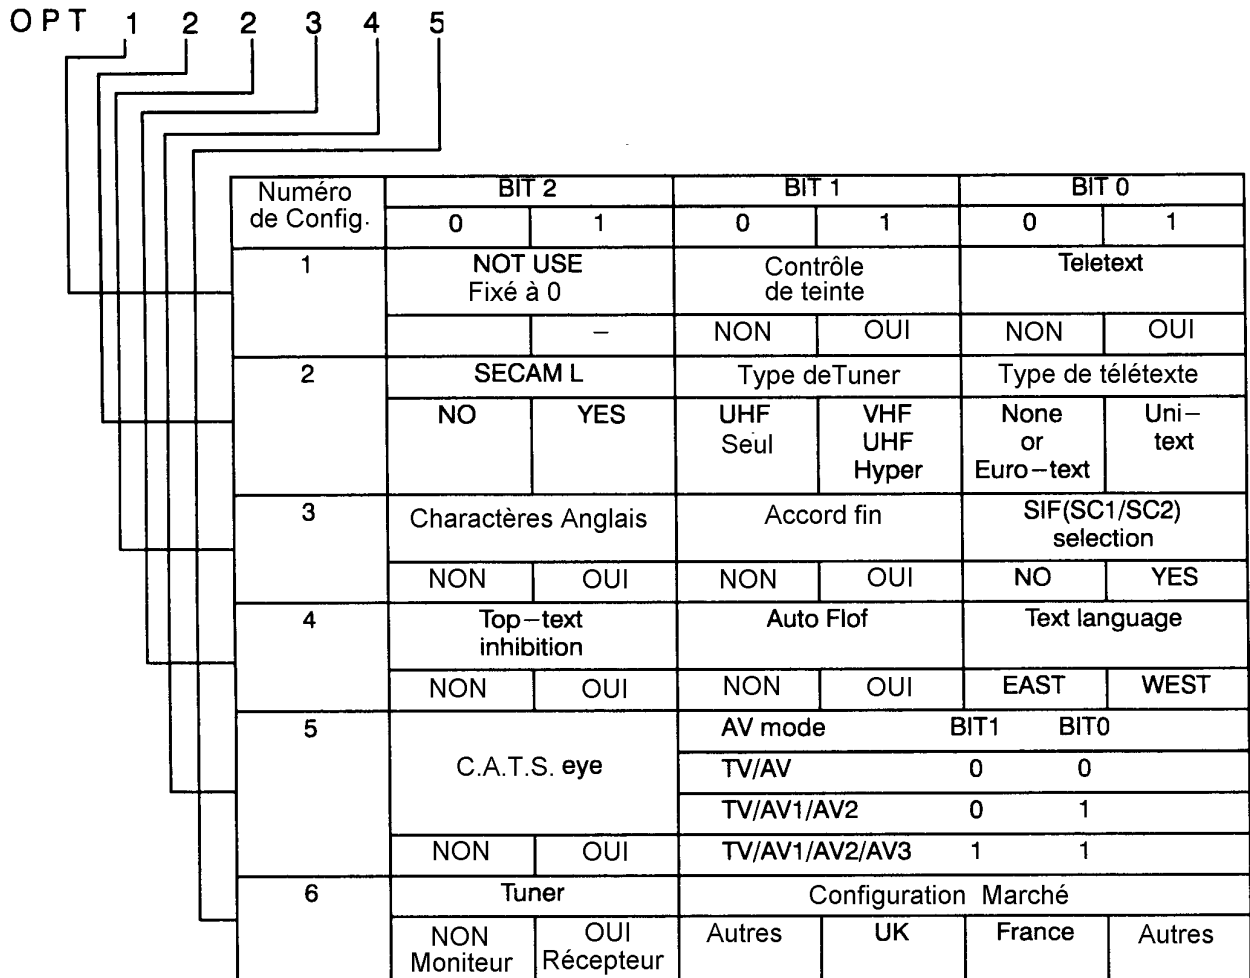 OPT 1 2 2 3 4 5
Numéro de Config. BIT 2 BIT 1 BIT 0
0 1 0 1 0 1
1 NOT USE Fixé à 0 Contrôle de teinte Teletext
– NON OUI NON OUI
2 SECAM L Type deTuner Type de télétexte
NO YES UHF Seul VHF UHF Hyper None or Euro–text Uni–text
3 Charactères Anglais Accord fin SIF(SC1/SC2) selection
NON OUI NON OUI NO YES
4 Top–text inhibition Auto Flof Text language
NON OUI NON OUI EAST WEST
5 C.A.T.S. eye AV mode BIT1 BIT0
TV/AV 0 0
TV/AV1/AV2 0 1
NON OUI TV/AV1/AV2/AV3 1 1
6 Tuner Configuration Marché
NON Moniteur OUI Récepteur Autres UK France Autres